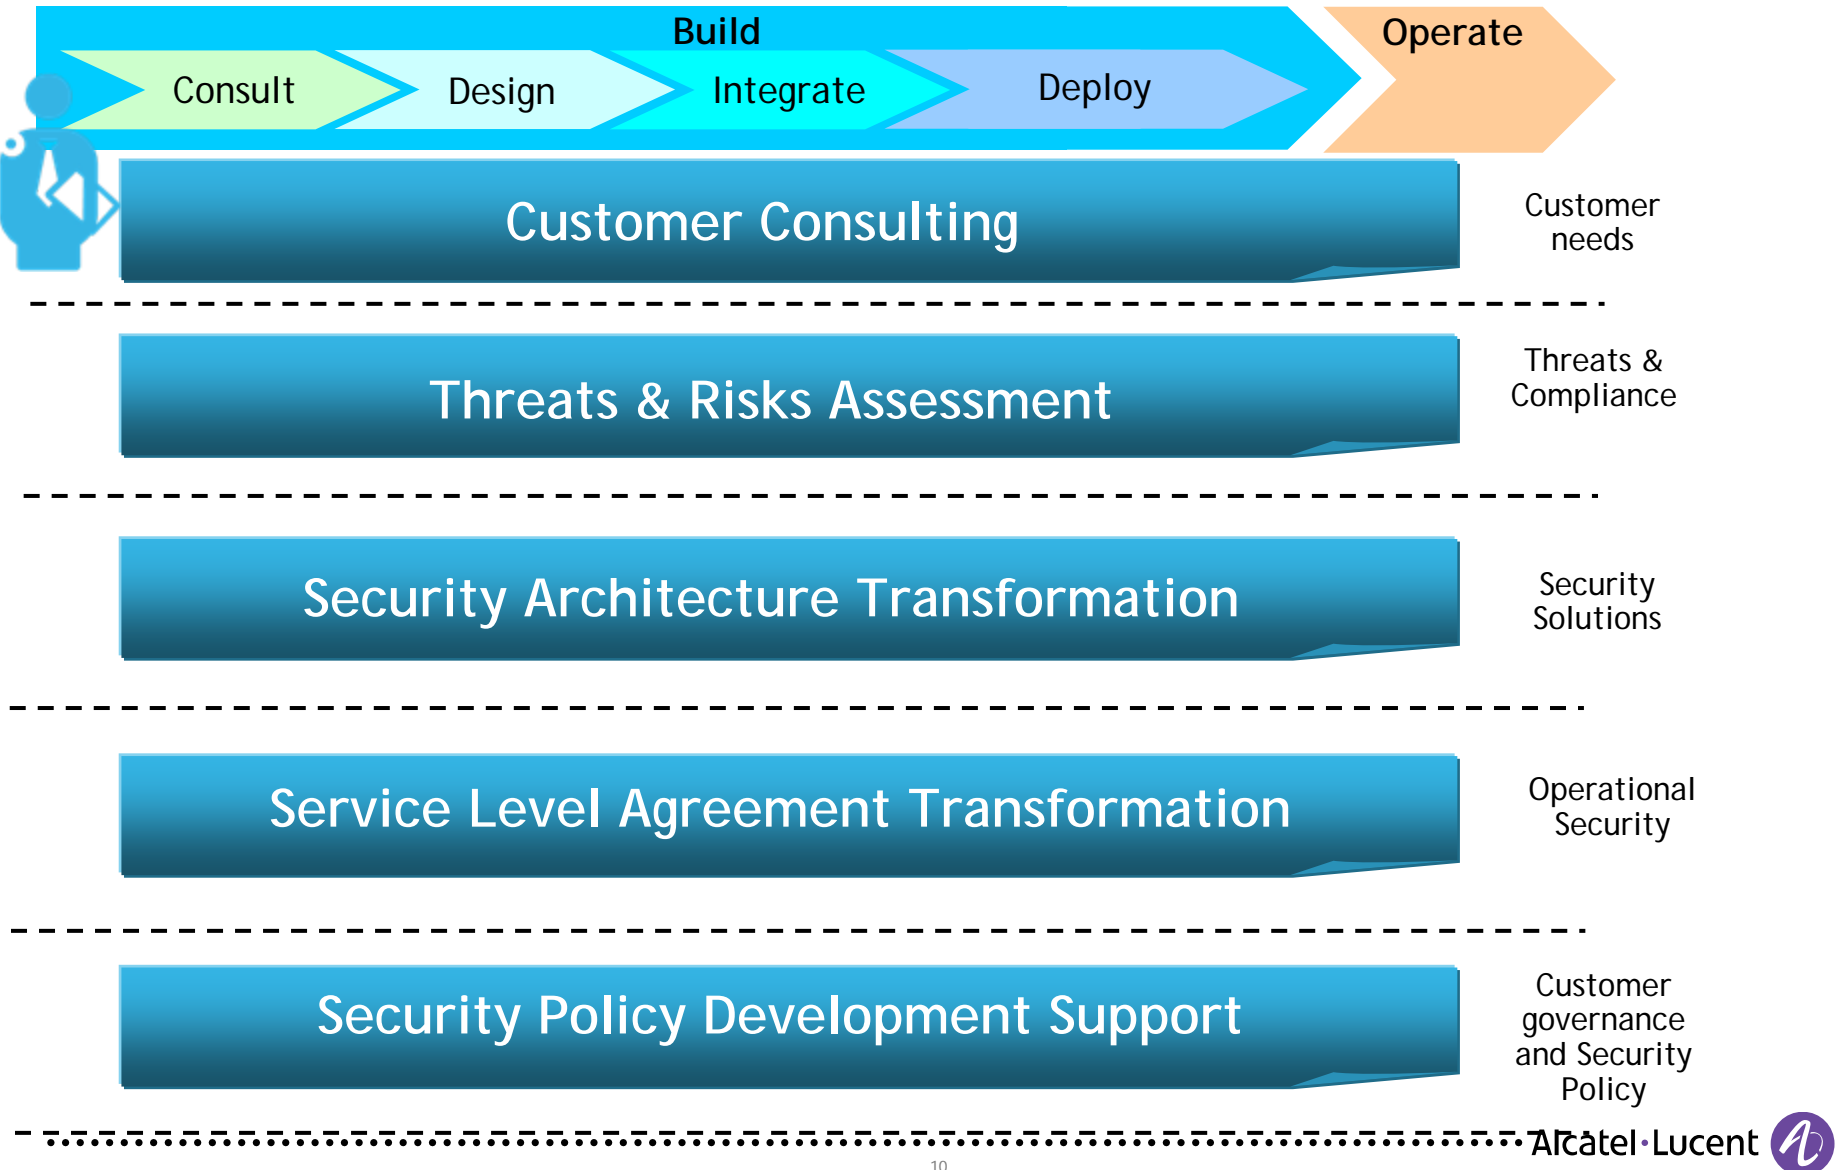 Build
Operate
Consult
Design
Integrate
Deploy
Customer Consulting
Customer
needs
Threats & Risks Assessment
Threats &
Compliance
Security Architecture Transformation
Security
Solutions
Service Level Agreement Transformation
Operational
Security
Security Policy Development Support
Customer
governance
and Security
Policy
Alcatel·Lucent
10